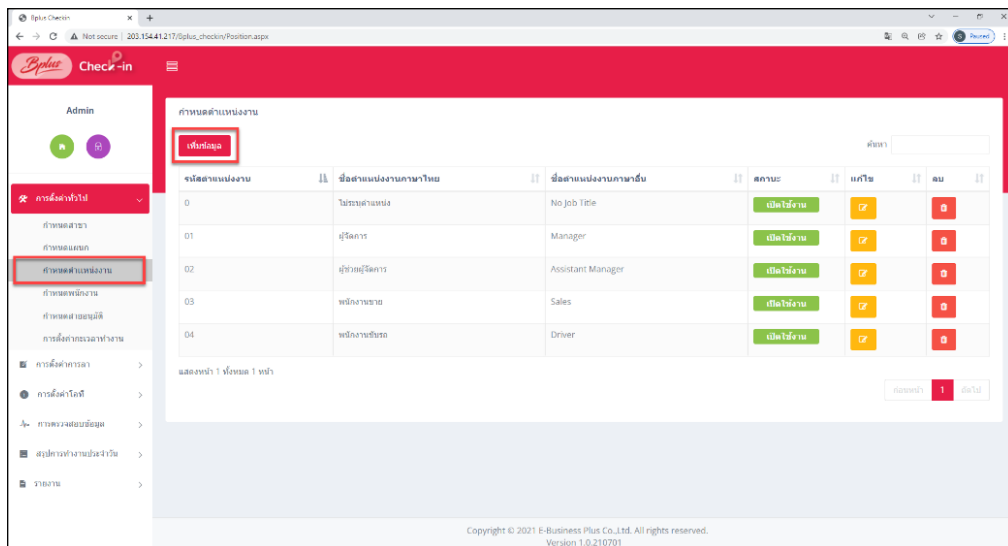 Bplus Checkin
Not secure | 203.154.41.217/Bplus_checkin/Position.aspx
Paused
Bplus Check-in
Admin
การตั้งค่าทั่วไป
กำหนดสาขา
กำหนดแผนก
กำหนดตำแหน่งงาน
กำหนดพนักงาน
กำหนดสายอนุมัติ
การตั้งค่ากะเวลาทำงาน
การตั้งค่าการลา
การตั้งค่าโอที
การตรวจสอบข้อมูล
สรุปการทำงานประจำวัน
รายงาน
กำหนดตำแหน่งงาน
เพิ่มข้อมูล
ค้นหา
รหัสตำแหน่งงาน ชื่อตำแหน่งงานภาษาไทย ชื่อตำแหน่งงานภาษาอื่น สถานะ แก้ไข ลบ
0 ไม่ระบุตำแหน่ง No Job Title เปิดใช้งาน
01 ผู้จัดการ Manager เปิดใช้งาน
02 ผู้ช่วยผู้จัดการ Assistant Manager เปิดใช้งาน
03 พนักงานขาย Sales เปิดใช้งาน
04 พนักงานขับรถ Driver เปิดใช้งาน
แสดงหน้า 1 ทั้งหมด 1 หน้า
ก่อนหน้า 1 ถัดไป
Copyright © 2021 E-Business Plus Co.,Ltd. All rights reserved.
Version 1.0.210701